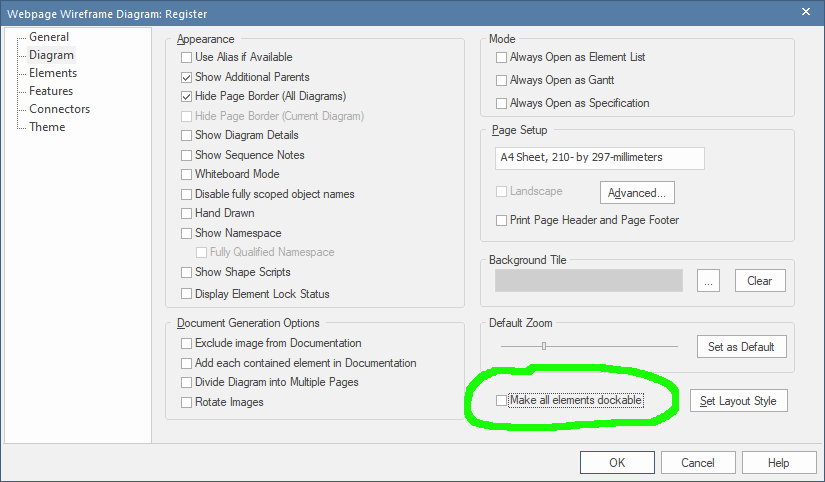 Webpage Wireframe Diagram: Register
General
Diagram
Elements
Features
Connectors
Theme
Appearance
Use Alias if Available
Show Additional Parents
Hide Page Border (All Diagrams)
Hide Page Border (Current Diagram)
Show Diagram Details
Show Sequence Notes
Whiteboard Mode
Disable fully scoped object names
Hand Drawn
Show Namespace
Fully Qualified Namespace
Show Shape Scripts
Display Element Lock Status
Document Generation Options
Exclude image from Documentation
Add each contained element in Documentation
Divide Diagram into Multiple Pages
Rotate Images
Mode
Always Open as Element List
Always Open as Gantt
Always Open as Specification
Page Setup
A4 Sheet, 210- by 297-millimeters
Landscape
Advanced...
Print Page Header and Page Footer
Background Tile
...
Clear
Default Zoom
Set as Default
Make all elements dockable
Set Layout Style
OK
Cancel
Help